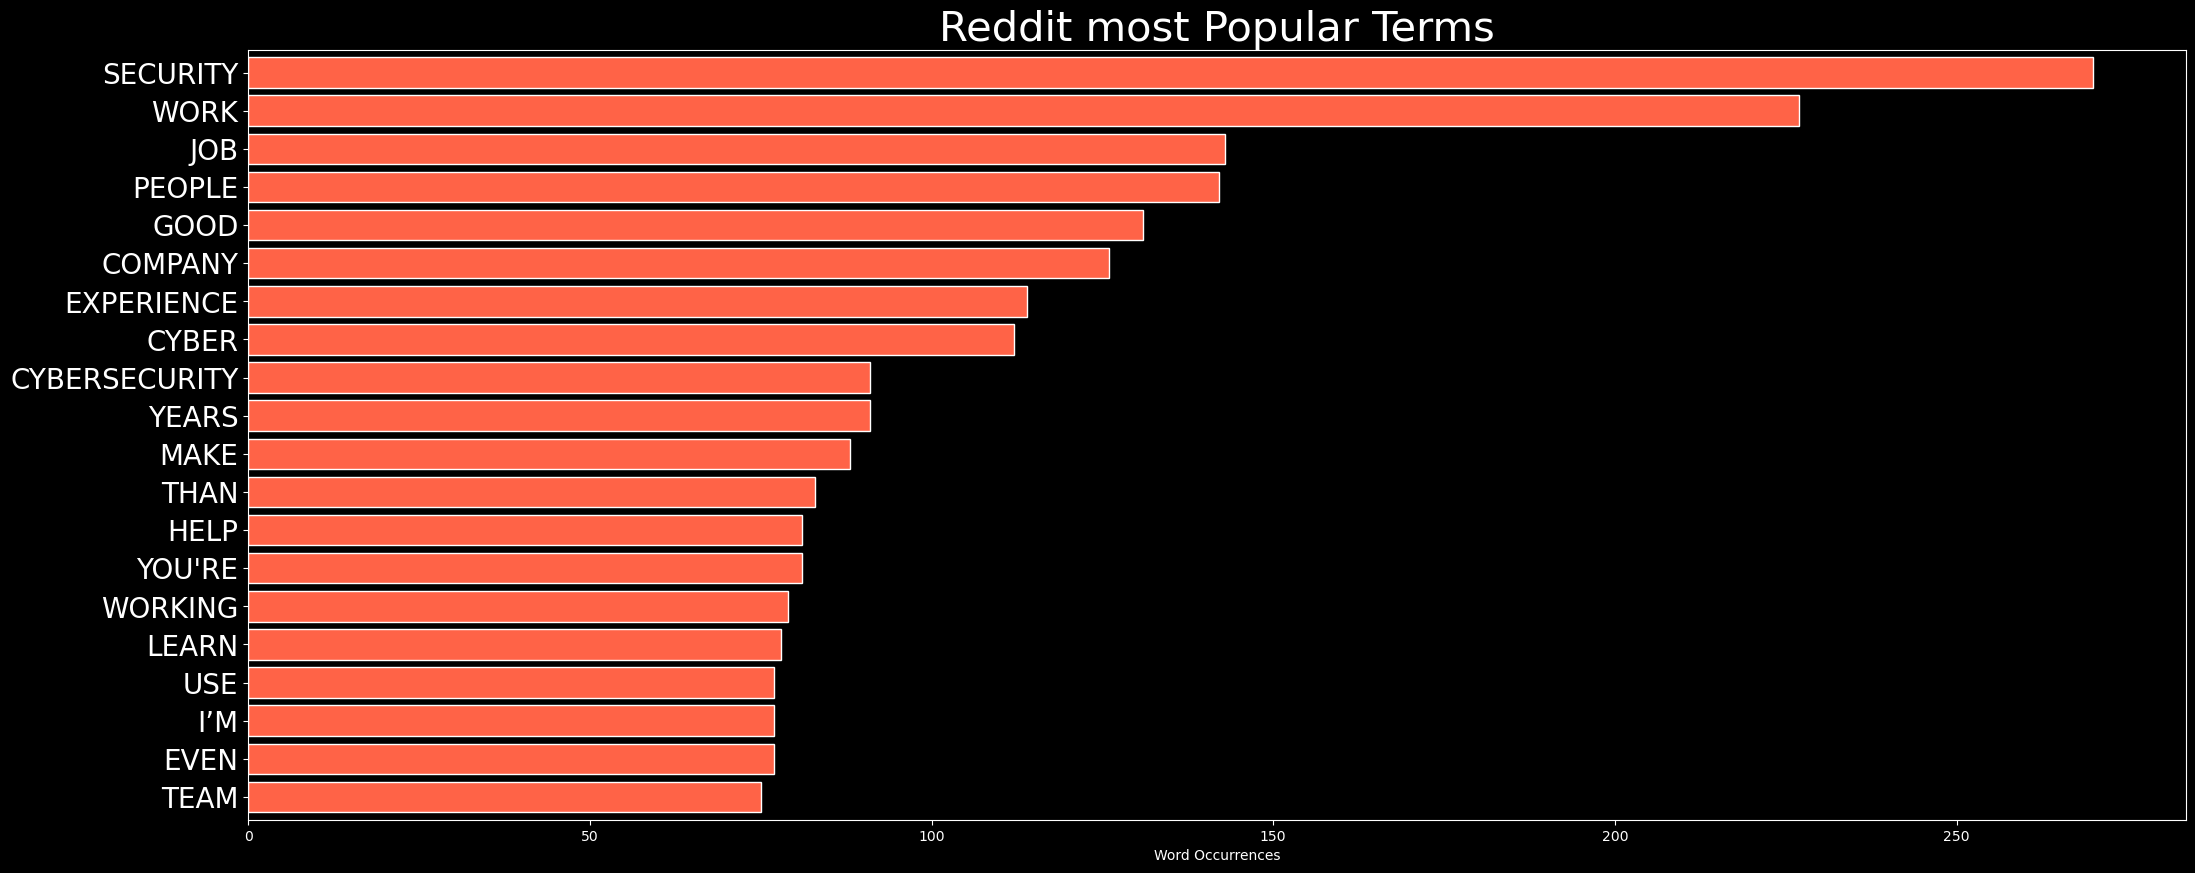 Reddit most Popular Terms
SECURITY
WORK
JOB
PEOPLE
GOOD
COMPANY
EXPERIENCE
CYBER
CYBERSECURITY
YEARS
MAKE
THAN
HELP
YOU'RE
WORKING
LEARN
USE
I’M
EVEN
TEAM
0 50 100 150 200 250
Word Occurrences